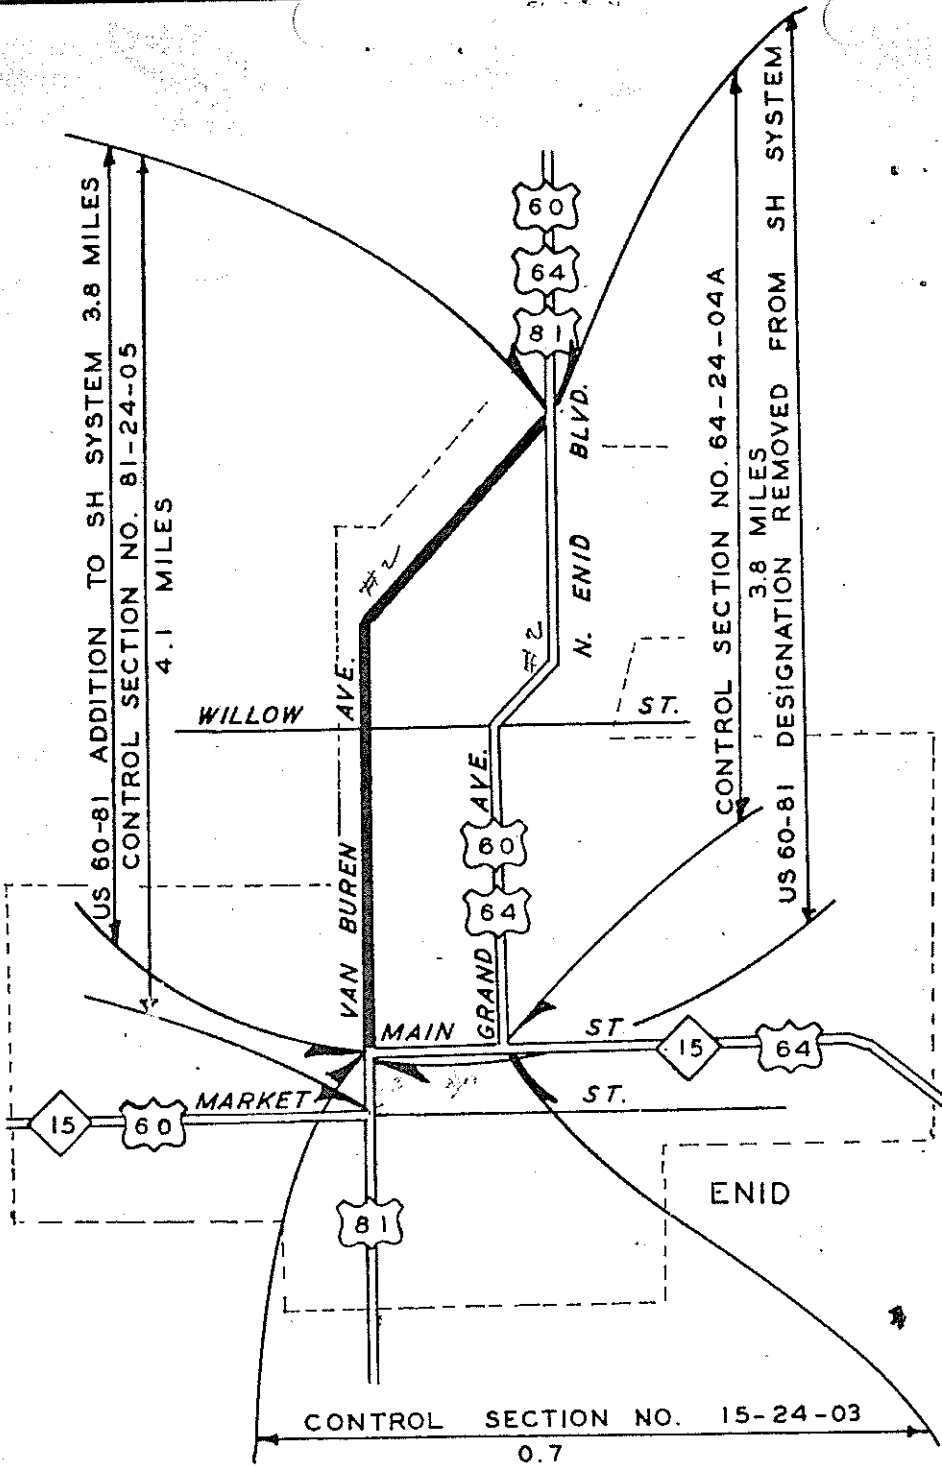 60
64
81
US 60-81 ADDITION TO SH SYSTEM 3.8 MILES
CONTROL SECTION NO. 81-24-05
4.1 MILES
N. ENID BLVD.
CONTROL SECTION NO. 64-24-04A
3.8 MILES
US 60-81 DESIGNATION REMOVED FROM SH SYSTEM
#2
#2
WILLOW ST.
VAN BUREN AVE.
GRAND AVE.
60
64
MAIN ST
15
64
MARKET ST.
15
60
81
ENID
CONTROL SECTION NO. 15-24-03
0.7